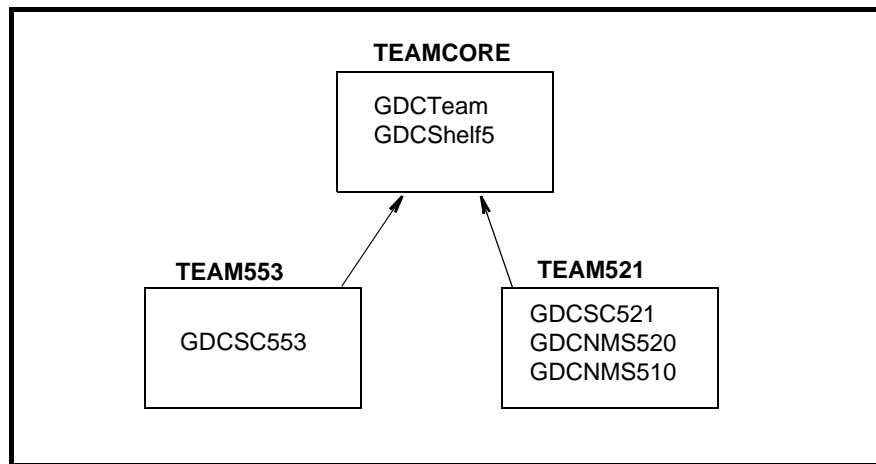 TEAMCORE
GDCTeam
GDCShelf5
TEAM553
GDCSC553
TEAM521
GDCSC521
GDCNMS520
GDCNMS510